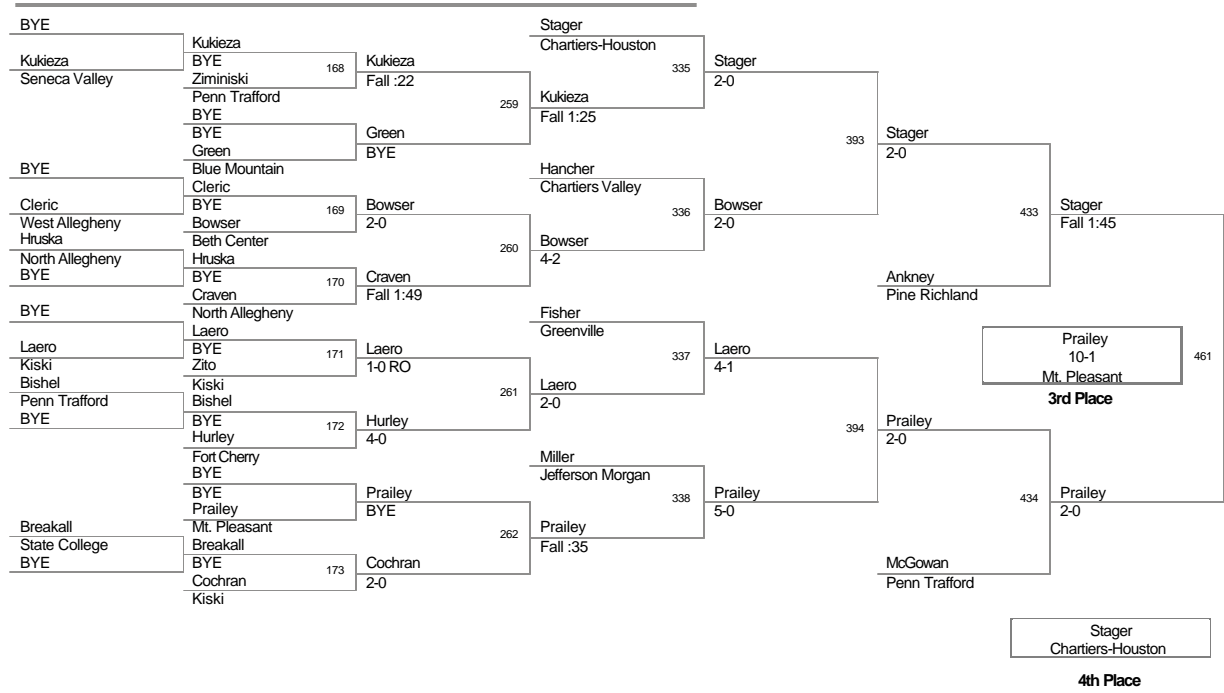 BYE
Kukieza
Seneca Valley
BYE
Cleric
West Allegheny
Hruska
North Allegheny
BYE
BYE
Laero
Kiski
Bishel
Penn Trafford
BYE
Breakall
State College
BYE
Kukieza
BYE
168
Ziminiski
Penn Trafford
BYE
BYE
Green
Blue Mountain
Cleric
BYE
169
Bowser
Beth Center
Hruska
BYE
170
Craven
North Allegheny
Laero
BYE
171
Zito
Kiski
Bishel
BYE
172
Hurley
Fort Cherry
BYE
BYE
Prailey
Mt. Pleasant
Breakall
BYE
173
Cochran
Kiski
Kukieza
Fall :22
259
Green
BYE
Bowser
2-0
260
Craven
Fall 1:49
Laero
1-0 RO
261
Hurley
4-0
Prailey
BYE
262
Cochran
2-0
Stager
Chartiers-Houston
335
Kukieza
Fall 1:25
Hancher
Chartiers Valley
336
Bowser
4-2
Fisher
Greenville
337
Laero
2-0
Miller
Jefferson Morgan
338
Prailey
Fall :35
Stager
2-0
393
Bowser
2-0
Laero
4-1
394
Prailey
5-0
Stager
2-0
433
Ankney
Pine Richland
Prailey
2-0
434
McGowan
Penn Trafford
Stager
Fall 1:45
Prailey
10-1
Mt. Pleasant
461
3rd Place
Prailey
2-0
Stager
Chartiers-Houston
4th Place